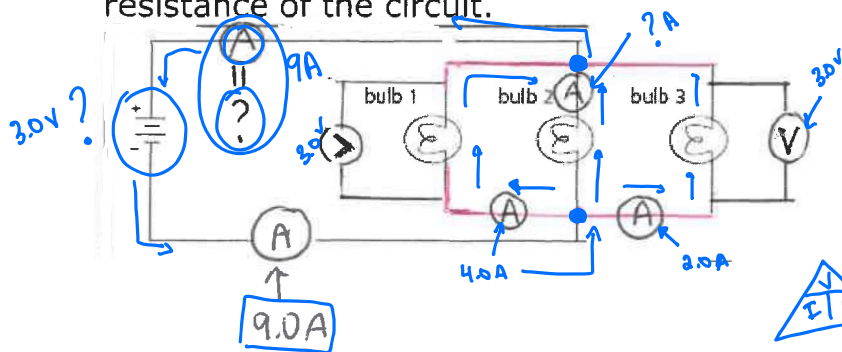 resistance of the circuit.
A
=
?
9A
?A
3.0V ?
+
-
bulb 1
bulb 2
A
bulb 3
3.0V
3.0V
V
V
A
A
4.0A
2.0A
A
9.0A
V
I